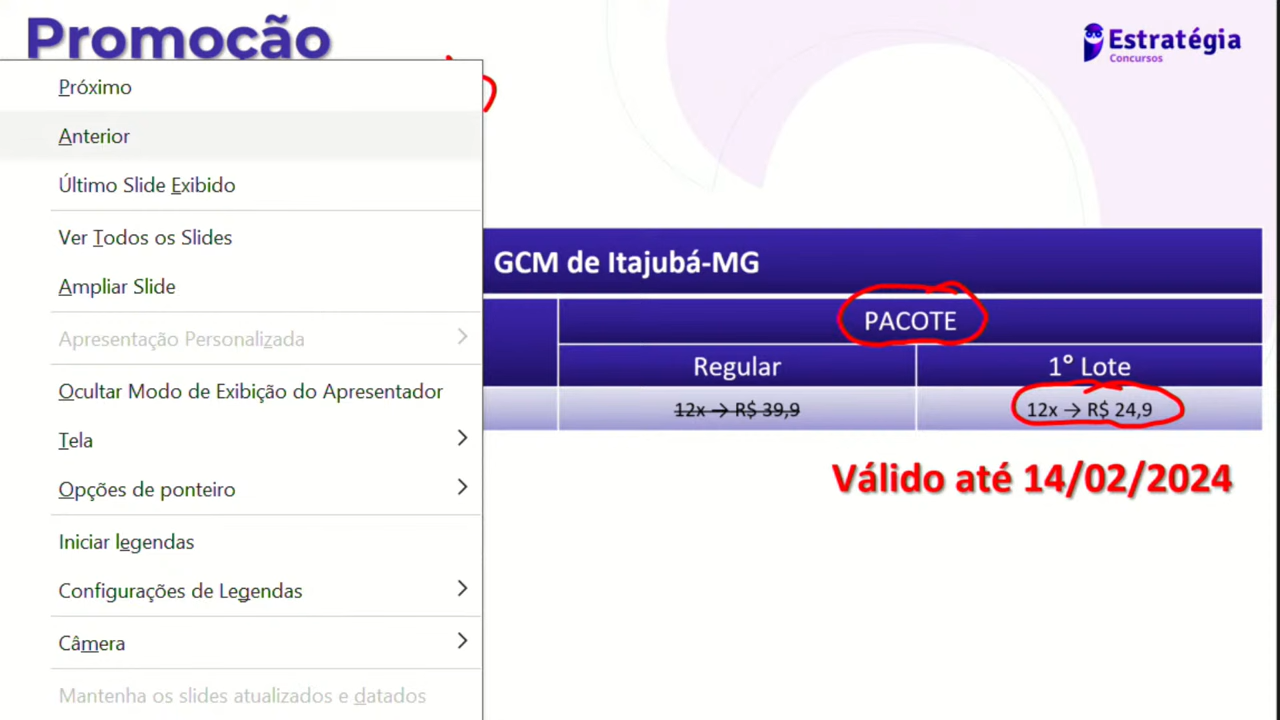 Promoção
Estratégia
Concursos
Próximo
Anterior
Último Slide Exibido
Ver Todos os Slides
Ampliar Slide
Apresentação Personalizada
Ocultar Modo de Exibição do Apresentador
Tela
Opções de ponteiro
Iniciar legendas
Configurações de Legendas
Câmera
Mantenha os slides atualizados e datados
GCM de Itajubá-MG
PACOTE
Regular
1° Lote
12x → R$ 39,9
12x → R$ 24,9
Válido até 14/02/2024